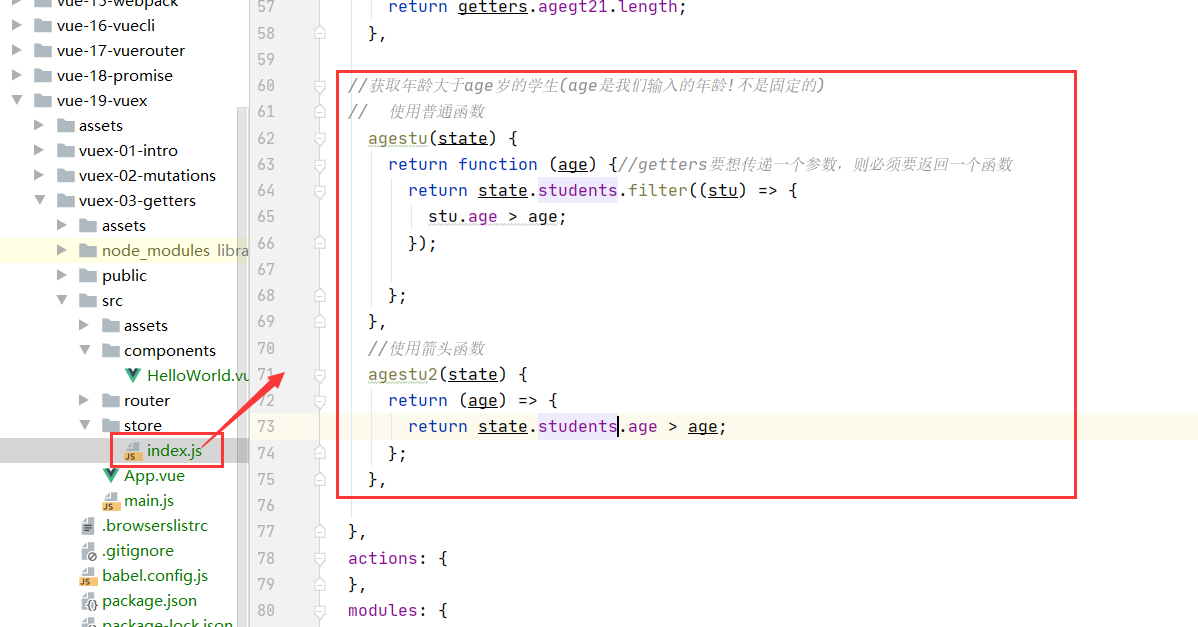 vue-15-webpack
vue-16-vuecli
vue-17-vuerouter
vue-18-promise
vue-19-vuex
assets
vuex-01-intro
vuex-02-mutations
vuex-03-getters
assets
node_modules libra
public
src
assets
components
HelloWorld.vu
router
store
index.js
App.vue
main.js
.browserslistrc
.gitignore
babel.config.js
package.json
package-lock.json
57 return getters.agegt21.length;
58 },
59
60 //获取年龄大于age岁的学生(age是我们输入的年龄!不是固定的)
61 // 使用普通函数
62 agestu(state) {
63 return function (age) {//getters要想传递一个参数，则必须要返回一个函数
64 return state.students.filter((stu) => {
65 stu.age > age;
66 });
67
68 };
69 },
70 //使用箭头函数
71 agestu2(state) {
72 return (age) => {
73 return state.students.age > age;
74 };
75 },
76
77 },
78 actions: {
79 },
80 modules: {